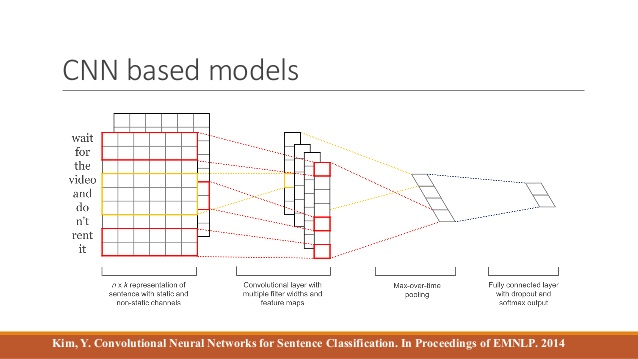 CNN based models
wait
for
the
video
and
do
n't
rent
it
n x k representation of
sentence with static and
non-static channels
Convolutional layer with
multiple filter widths and
feature maps
Max-over-time
pooling
Fully connected layer
with dropout and
softmax output
Kim, Y. Convolutional Neural Networks for Sentence Classification. In Proceedings of EMNLP. 2014